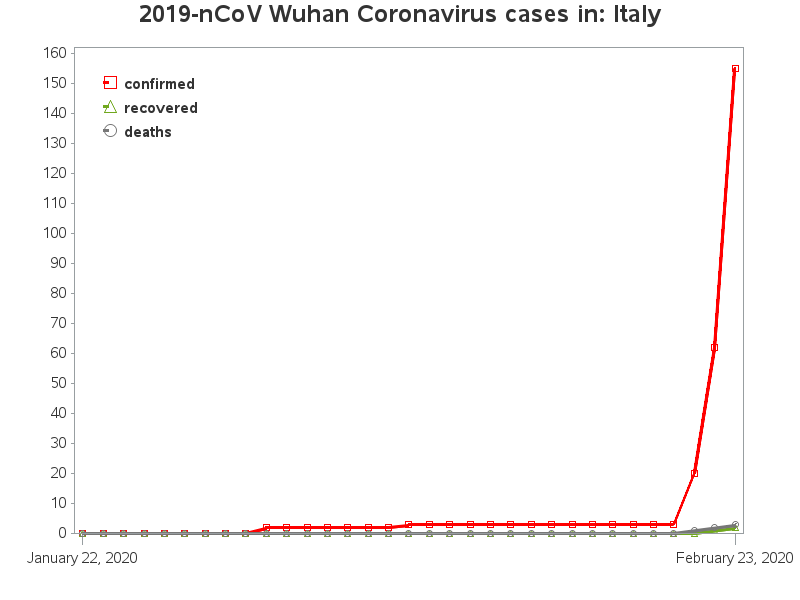 2019-nCoV Wuhan Coronavirus cases in: Italy
160
150
140
130
120
110
100
90
80
70
60
50
40
30
20
10
0
confirmed
recovered
deaths
January 22, 2020
February 23, 2020